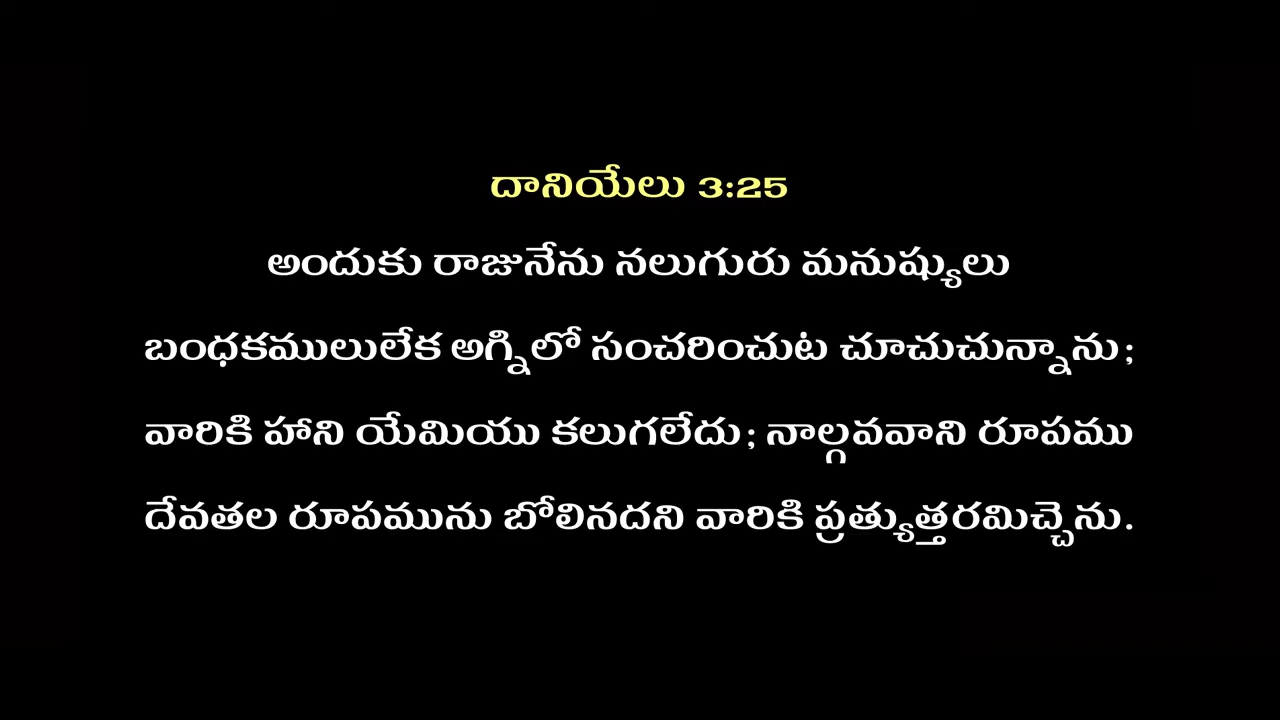 దానియేలు 3:25
అందుకు రాజునేను నలుగురు మనుష్యులు
బంధకములులేక అగ్నిలో సంచరించుట చూచుచున్నాను;
వారికి హాని యేమియు కలుగలేదు; నాల్గవవాని రూపము
దేవతల రూపమును బోలినదని వారికి ప్రత్యుత్తరమిచ్చెను.